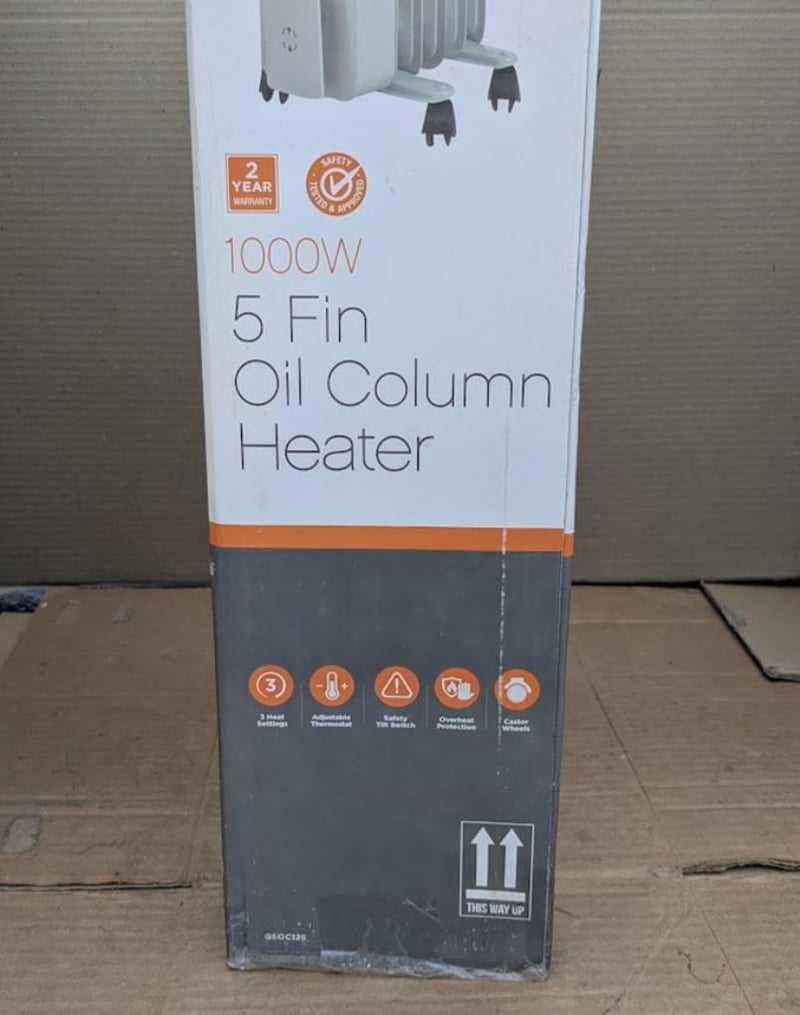 2
YEAR
WARRANTY
SAFETY
TESTED & APPROVED
1000W
5 Fin
Oil Column
Heater
3
3 Heat
Settings
- +
Adjustable
Thermostat
!
Safety
Tilt Switch
Overheat
Protection
Castor
Wheels
THIS WAY UP